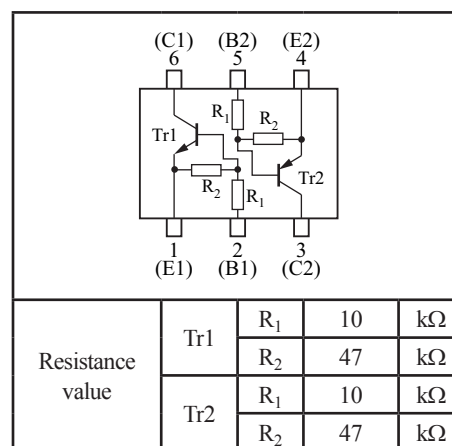 (C1) (B2) (E2)
6 5 4
R1
R2
Tr1
Tr2
R2
R1
1 2 3
(E1) (B1) (C2)
Resistance value
Tr1
R1 10 kΩ
R2 47 kΩ
Tr2
R1 10 kΩ
R2 47 kΩ